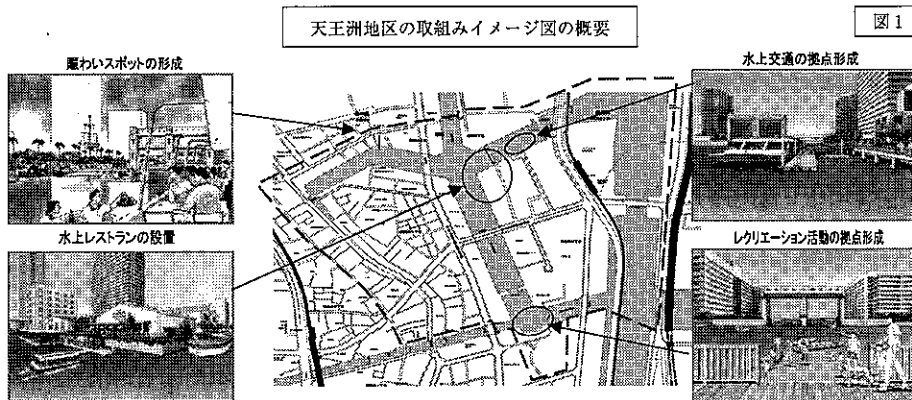 天王洲地区の取組みイメージ図の概要
図1
賑わいスポットの形成
水上交通の拠点形成
水上レストランの設置
レクリエーション活動の拠点形成